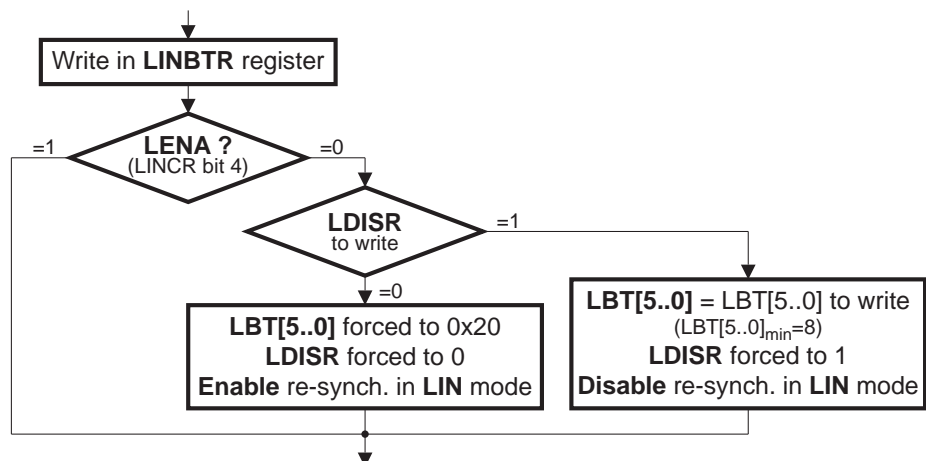 Write in LINBTR register
LENA ?
(LINCR bit 4)
=1
=0
LDISR
to write
=1
=0
LBT[5..0] forced to 0x20
LDISR forced to 0
Enable re-synch. in LIN mode
LBT[5..0] = LBT[5..0] to write
(LBT[5..0]min=8)
LDISR forced to 1
Disable re-synch. in LIN mode